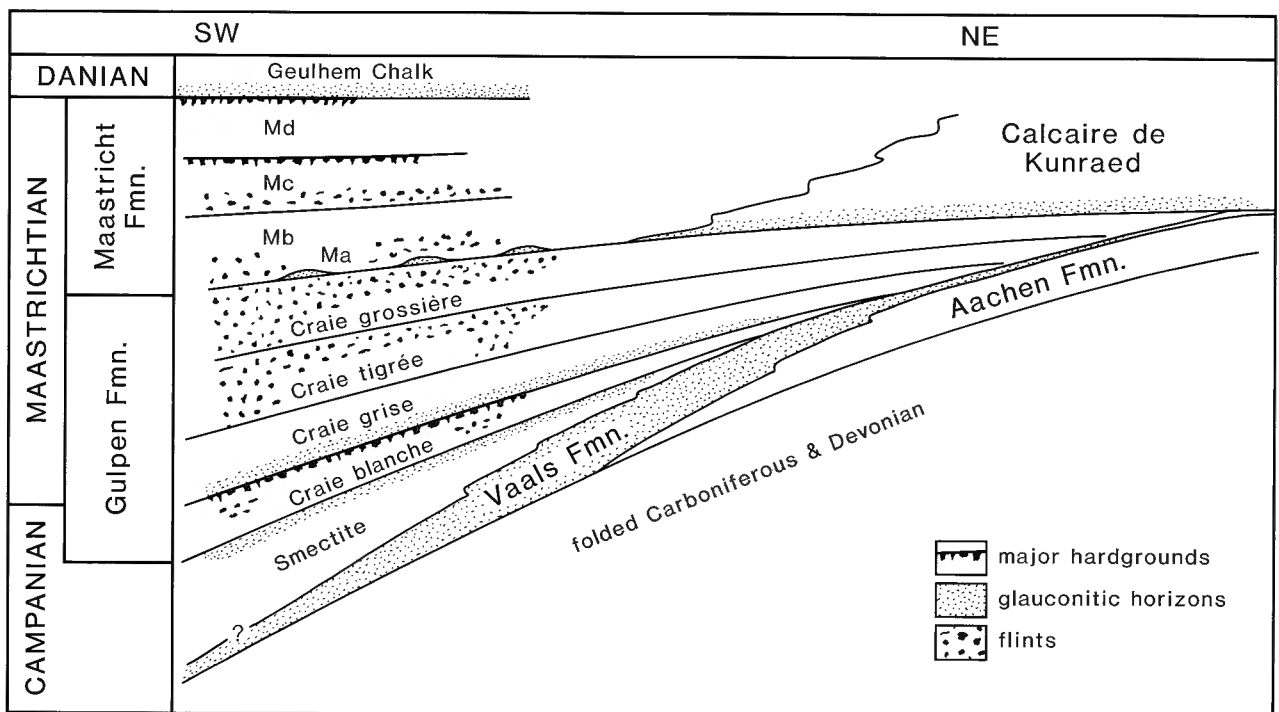 SW
NE
DANIAN
Geulhem Chalk
MAASTRICHTIAN
Maastricht
Fmn.
Md
Mc
Mb
Ma
Calcaire de
Kunraed
Gulpen Fmn.
Craie grossière
Craie tigrée
Craie grise
Craie blanche
Smectite
Vaals Fmn.
Aachen Fmn.
folded Carboniferous & Devonian
CAMPANIAN
?
major hardgrounds
glauconitic horizons
flints